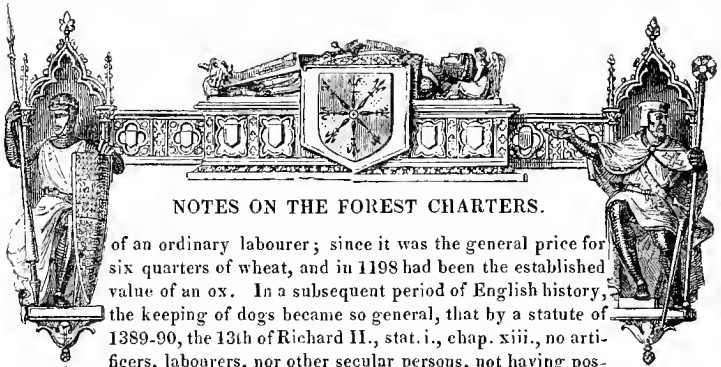 NOTES ON THE FOREST CHARTERS.
of an ordinary labourer; since it was the general price for
six quarters of wheat, and in 1198 had been the established
value of an ox. In a subsequent period of English history,
the keeping of dogs became so general, that by a statute of
1389-90, the 13th of Richard II., stat. i., chap. xiii., no arti-
ficers, labourers, nor other secular persons, not having pos-